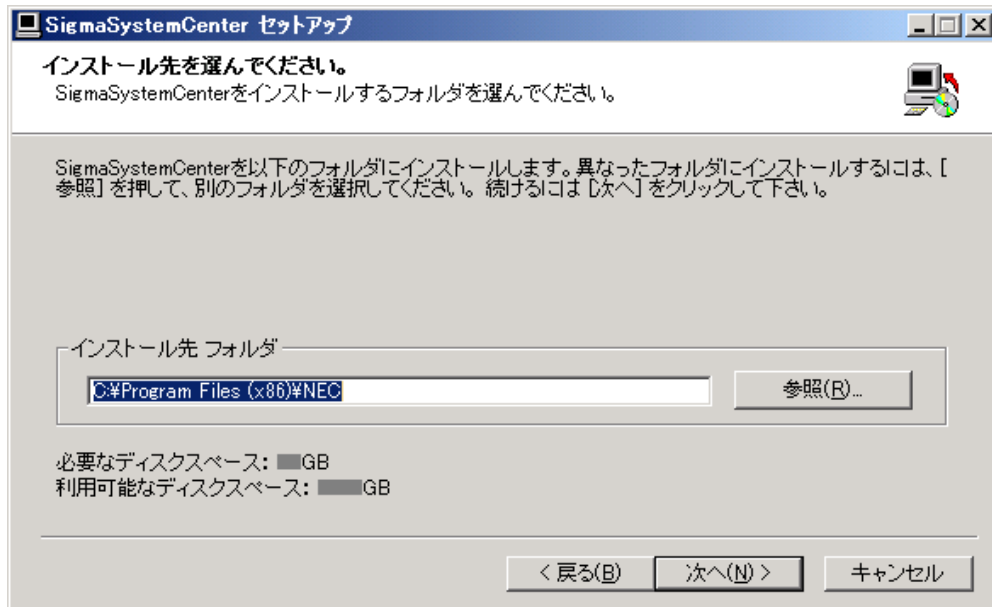 SigmaSystemCenter セットアップ
インストール先を選んでください。
SigmaSystemCenterをインストールするフォルダを選んでください。
SigmaSystemCenterを以下のフォルダにインストールします。異なったフォルダにインストールするには、[
参照] を押して、別のフォルダを選択してください。 続けるには [次へ] をクリックして下さい。
インストール先 フォルダ
C:¥Program Files (x86)¥NEC
参照(R)...
必要なディスクスペース: GB
利用可能なディスクスペース: GB
< 戻る(B)
次へ(N) >
キャンセル